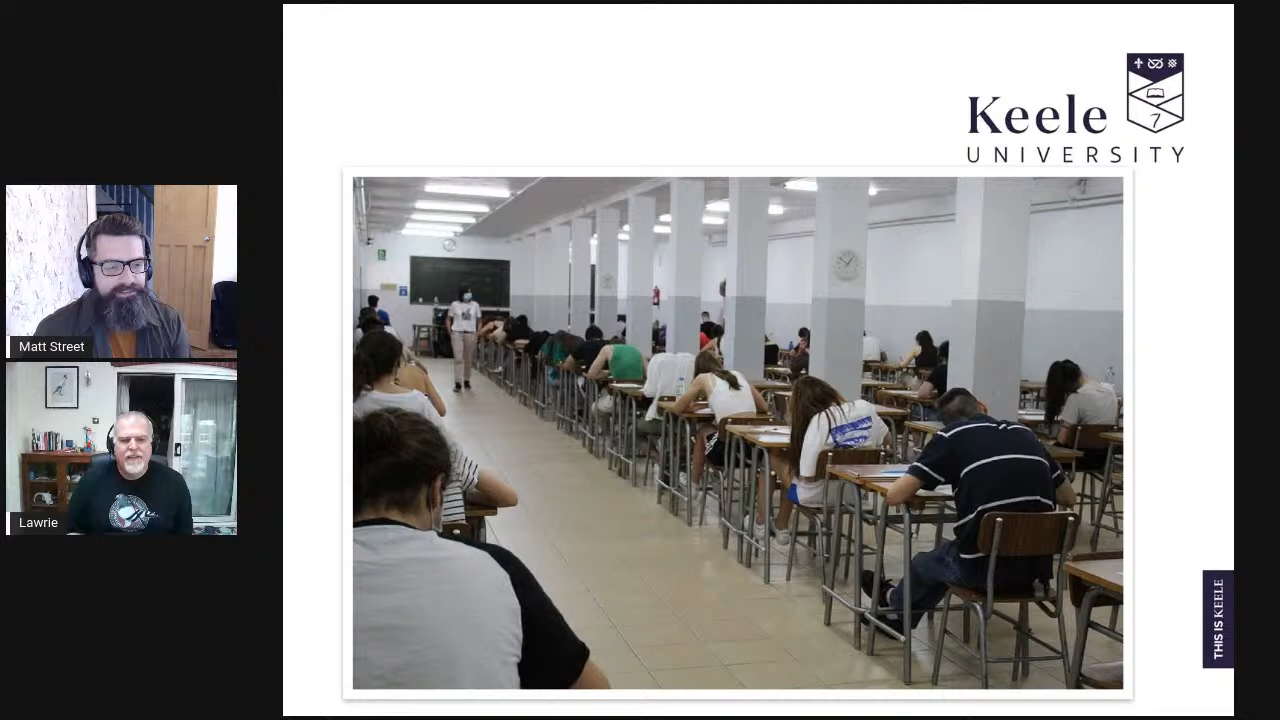 Keele
UNIVERSITY
Matt Street
Lawrie
THIS IS KEELE